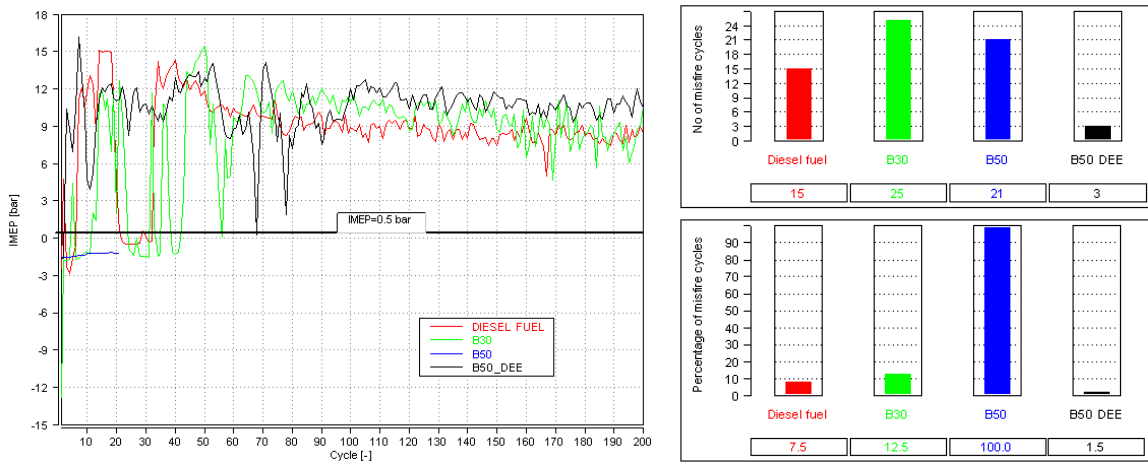 18
15
12
9
6
3
0
-3
-6
-9
-12
-15
IMEP [bar]
IMEP=0.5 bar
DIESEL FUEL
B30
B50
B50_DEE
10 20 30 40 50 60 70 80 90 100 110 120 130 140 150 160 170 180 190 200
Cycle [-]
No of misfire cycles
24
21
18
15
12
9
6
3
0
Diesel fuel B30 B50 B50 DEE
15 25 21 3
Percentage of misfire cycles
90
80
70
60
50
40
30
20
10
0
Diesel fuel B30 B50 B50 DEE
7.5 12.5 100.0 1.5